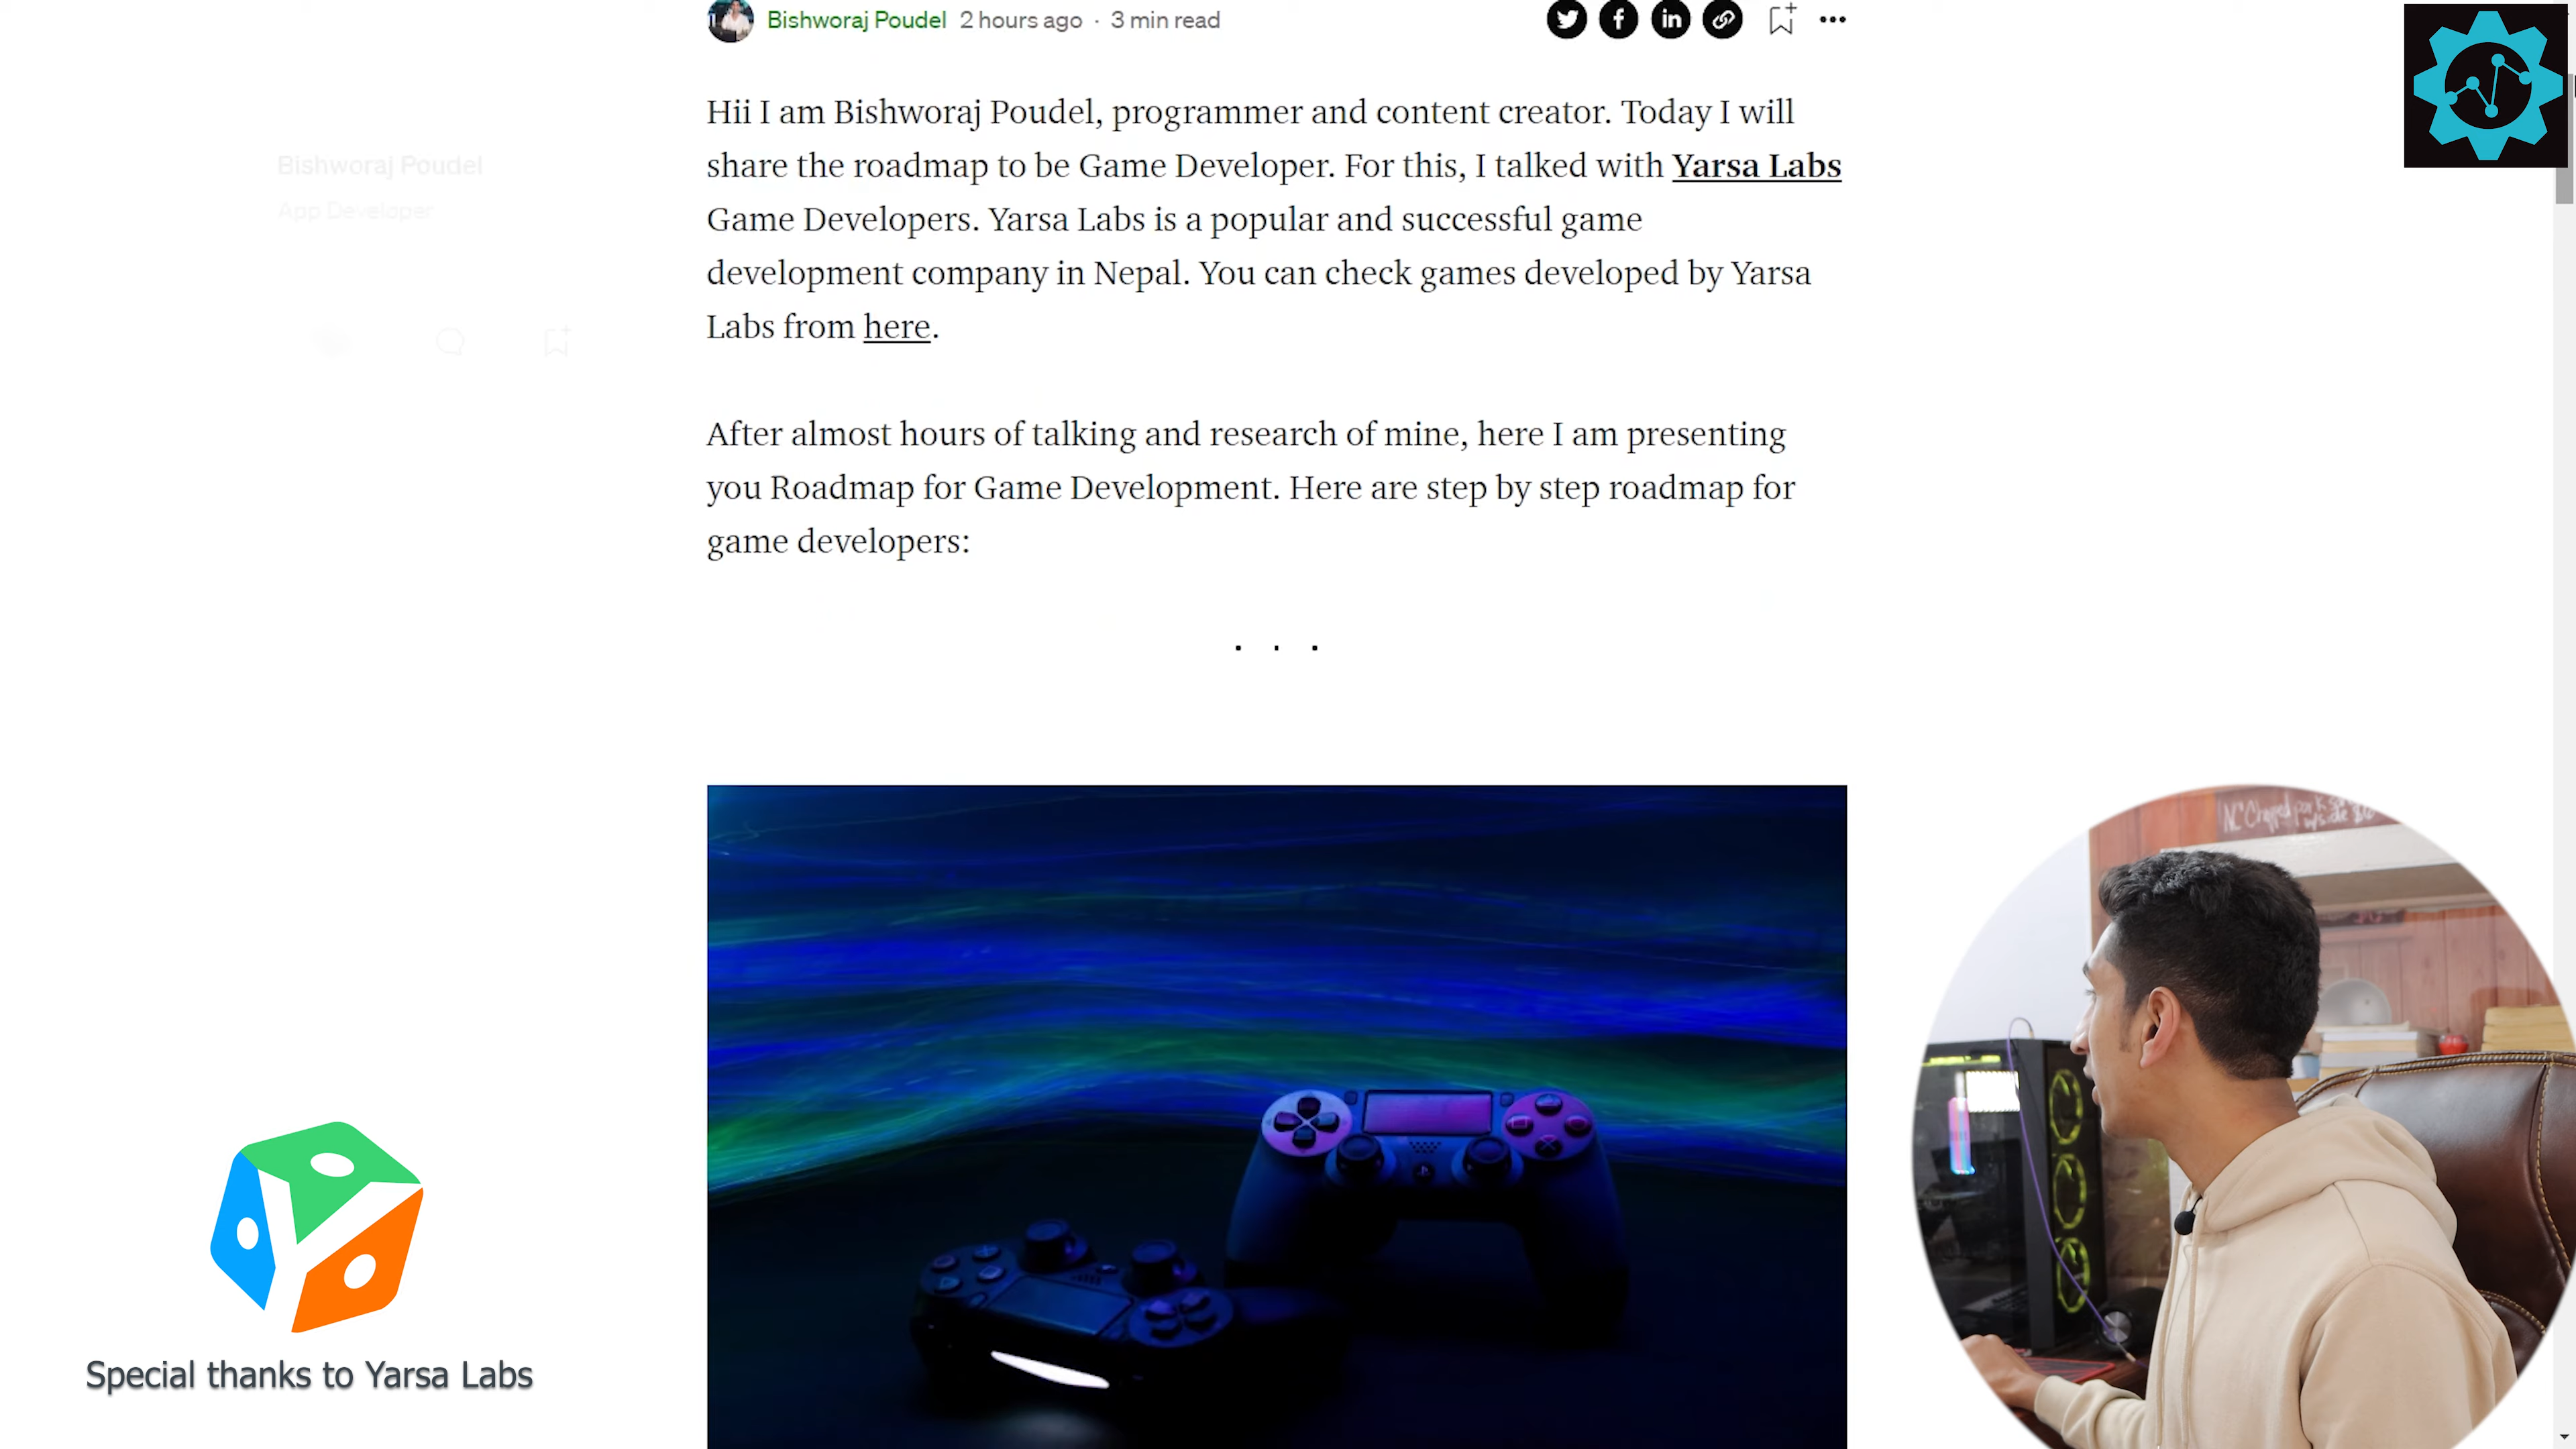 Bishworaj Poudel 2 hours ago · 3 min read
Hii I am Bishworaj Poudel, programmer and content creator. Today I will
share the roadmap to be Game Developer. For this, I talked with Yarsa Labs
Game Developers. Yarsa Labs is a popular and successful game
development company in Nepal. You can check games developed by Yarsa
Labs from here.
Bishworaj Poudel
App Developer
After almost hours of talking and research of mine, here I am presenting
you Roadmap for Game Development. Here are step by step roadmap for
game developers:
. . .
Special thanks to Yarsa Labs